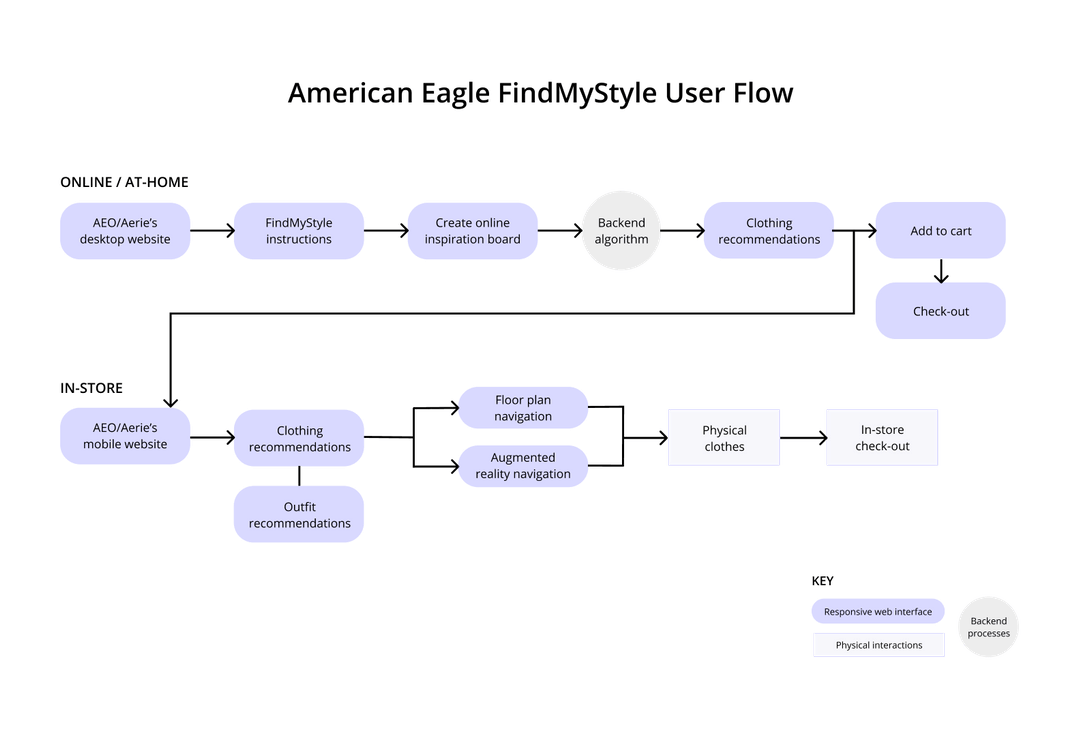 American Eagle FindMyStyle User Flow
ONLINE / AT-HOME
AEO/Aerie’s
desktop website
FindMyStyle
instructions
Create online
inspiration board
Backend
algorithm
Clothing
recommendations
Add to cart
Check-out
IN-STORE
AEO/Aerie’s
mobile website
Clothing
recommendations
Outfit
recommendations
Floor plan
navigation
Augmented
reality navigation
Physical
clothes
In-store
check-out
KEY
Responsive web interface
Physical interactions
Backend
processes